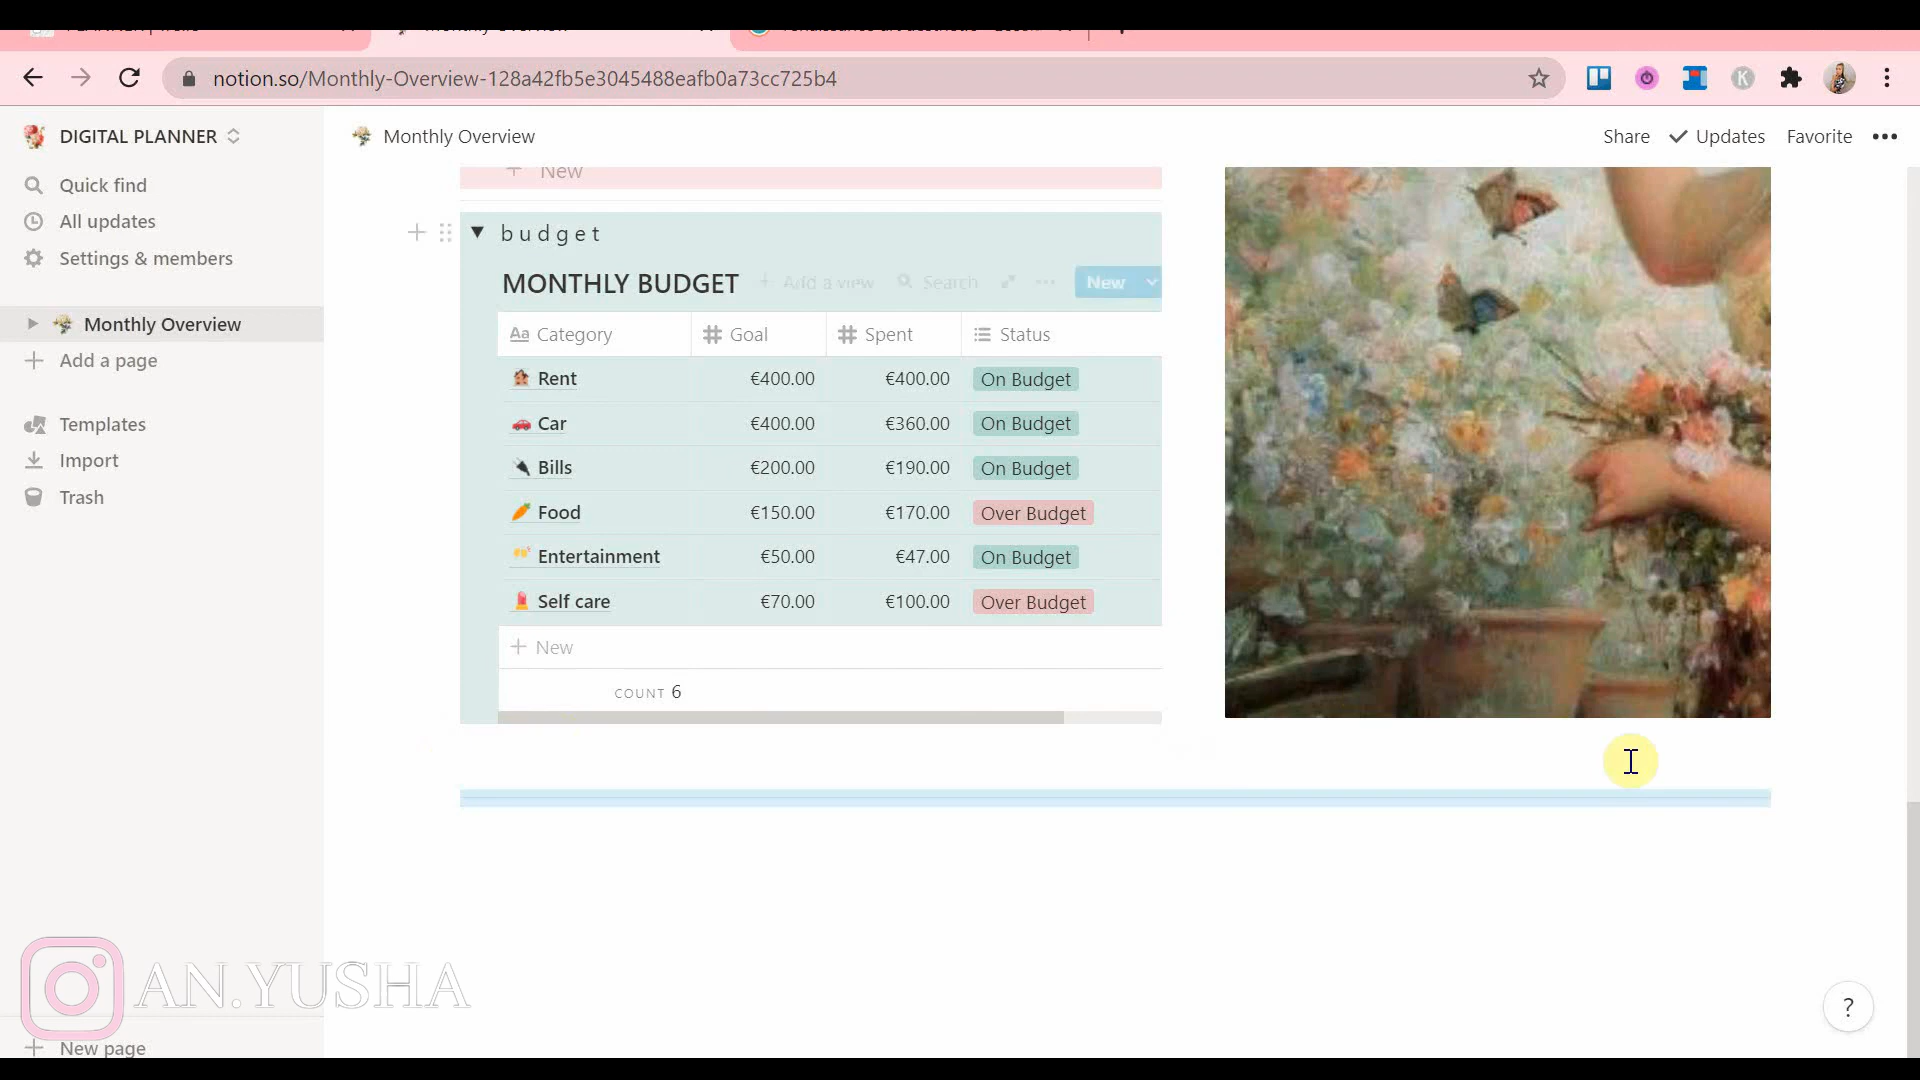 notion.so/Monthly-Overview-128a42fb5e3045488eafb0a73cc725b4
K
DIGITAL PLANNER
Monthly Overview
Share
Updates
Favorite
Quick find
All updates
Settings & members
Monthly Overview
Add a page
Templates
Import
Trash
New
budget
MONTHLY BUDGET
Add a view
Search
New
Aa Category
Goal
Spent
Status
Rent €400.00 €400.00 On Budget
Car €400.00 €360.00 On Budget
Bills €200.00 €190.00 On Budget
Food €150.00 €170.00 Over Budget
Entertainment €50.00 €47.00 On Budget
Self care €70.00 €100.00 Over Budget
New
COUNT 6
AN.YUSHA
New page
?